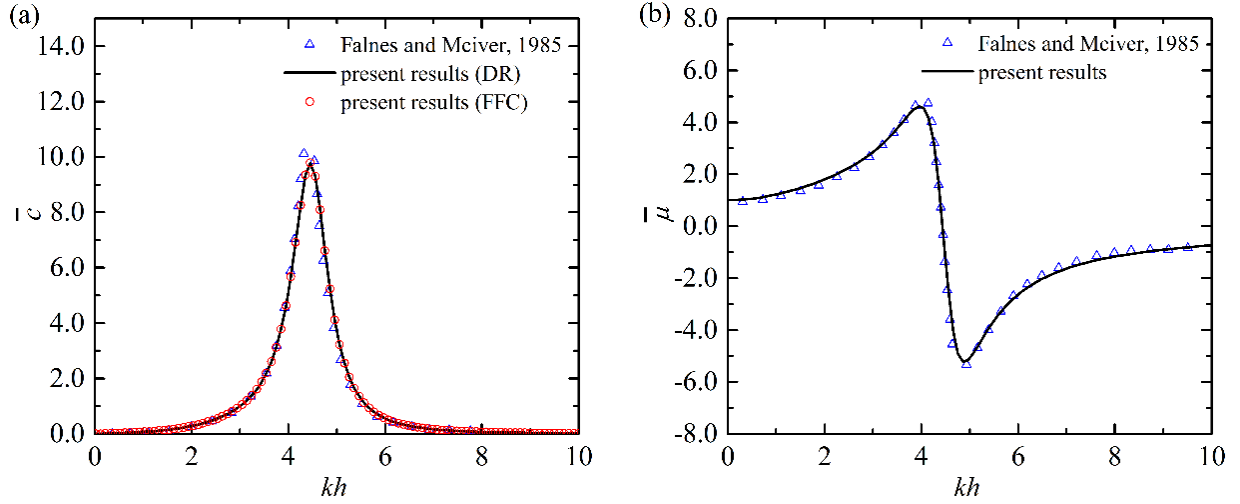 (a)
14.0
12.0
10.0
8.0
6.0
4.0
2.0
0.0
c̅
Falnes and Mciver, 1985
present results (DR)
present results (FFC)
0 2 4 6 8 10
kh
(b)
8.0
6.0
4.0
2.0
0.0
-2.0
-4.0
-6.0
-8.0
μ̅
Falnes and Mciver, 1985
present results
0 2 4 6 8 10
kh